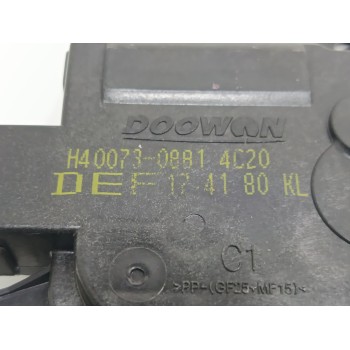 DOOWON
H40073-0881 4C20
DEF 17 41 80 KL
C1
>PP-(GF25+MF15)<